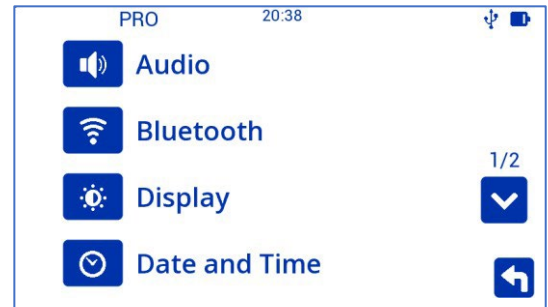 PRO 20:38
Audio
Bluetooth
1/2
Display
Date and Time